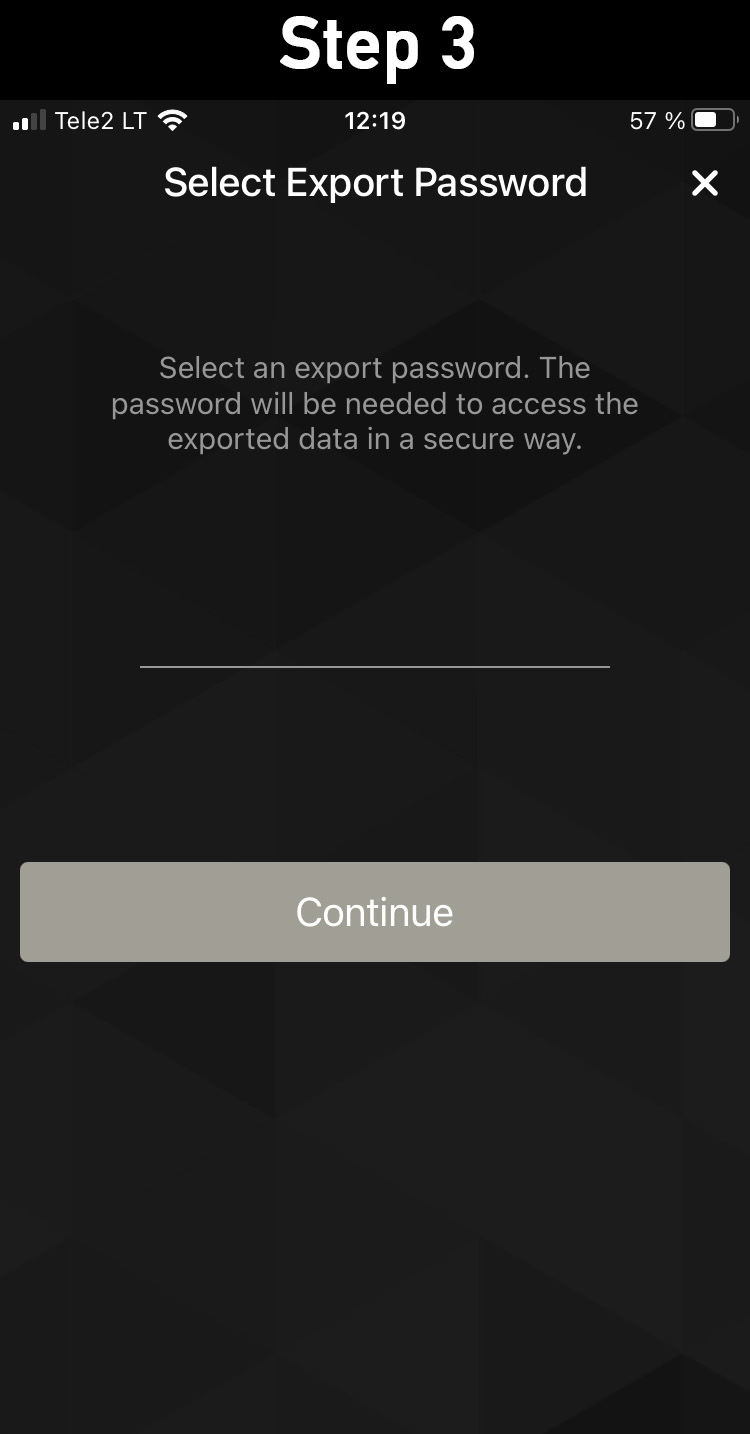 Step 3
Tele2 LT 12:19 57 %
Select Export Password
Select an export password. The
password will be needed to access the
exported data in a secure way.
Continue